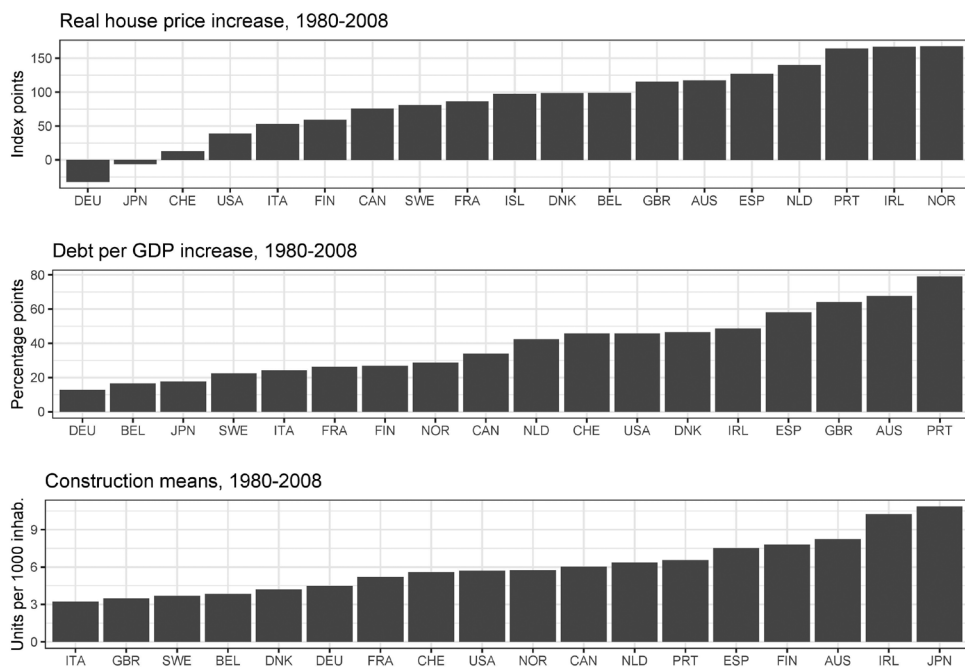 Real house price increase, 1980-2008
Index points
150
100
50
0
DEU JPN CHE USA ITA FIN CAN SWE FRA ISL DNK BEL GBR AUS ESP NLD PRT IRL NOR
Debt per GDP increase, 1980-2008
Percentage points
80
60
40
20
0
DEU BEL JPN SWE ITA FRA FIN NOR CAN NLD CHE USA DNK IRL ESP GBR AUS PRT
Construction means, 1980-2008
Units per 1000 inhab.
9
6
3
0
ITA GBR SWE BEL DNK DEU FRA CHE USA NOR CAN NLD PRT ESP FIN AUS IRL JPN